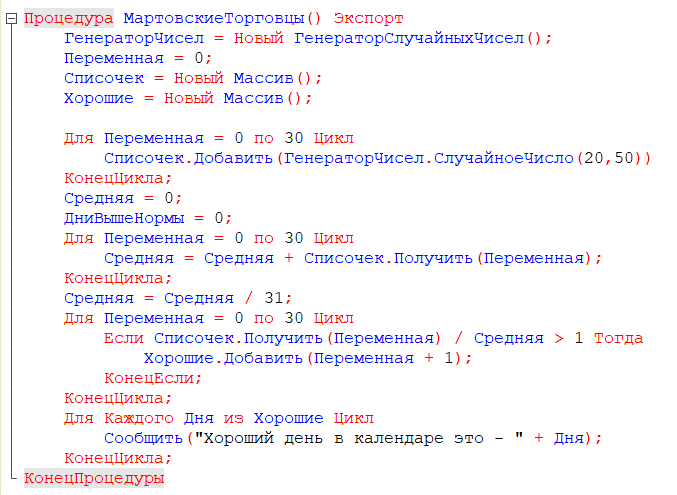 Процедура МартовскиеТорговцы() Экспорт
ГенераторЧисел = Новый ГенераторСлучайныхЧисел();
Переменная = 0;
Списочек = Новый Массив();
Хорошие = Новый Массив();
Для Переменная = 0 по 30 Цикл
Списочек.Добавить(ГенераторЧисел.СлучайноеЧисло(20,50))
КонецЦикла;
Средняя = 0;
ДниВышеНормы = 0;
Для Переменная = 0 по 30 Цикл
Средняя = Средняя + Списочек.Получить(Переменная);
КонецЦикла;
Средняя = Средняя / 31;
Для Переменная = 0 по 30 Цикл
Если Списочек.Получить(Переменная) / Средняя > 1 Тогда
Хорошие.Добавить(Переменная + 1);
КонецЕсли;
КонецЦикла;
Для Каждого Дня из Хорошие Цикл
Сообщить("Хороший день в календаре это - " + Дня);
КонецЦикла;
КонецПроцедуры